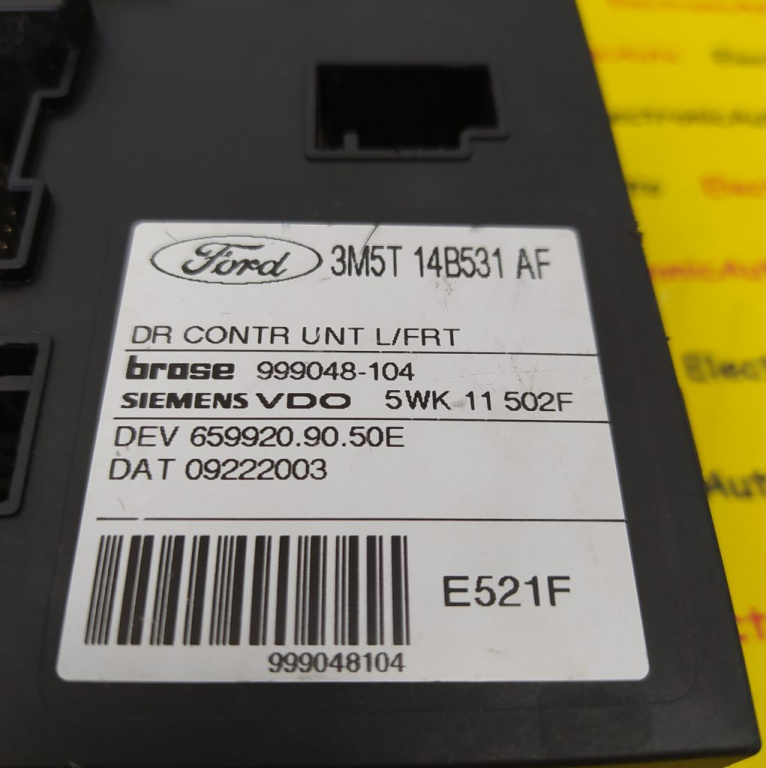 Ford 3M5T 14B531 AF
DR CONTR UNT L/FRT
brose 999048-104
SIEMENS VDO 5WK 11 502F
DEV 659920.90.50E
DAT 09222003
E521F
999048104